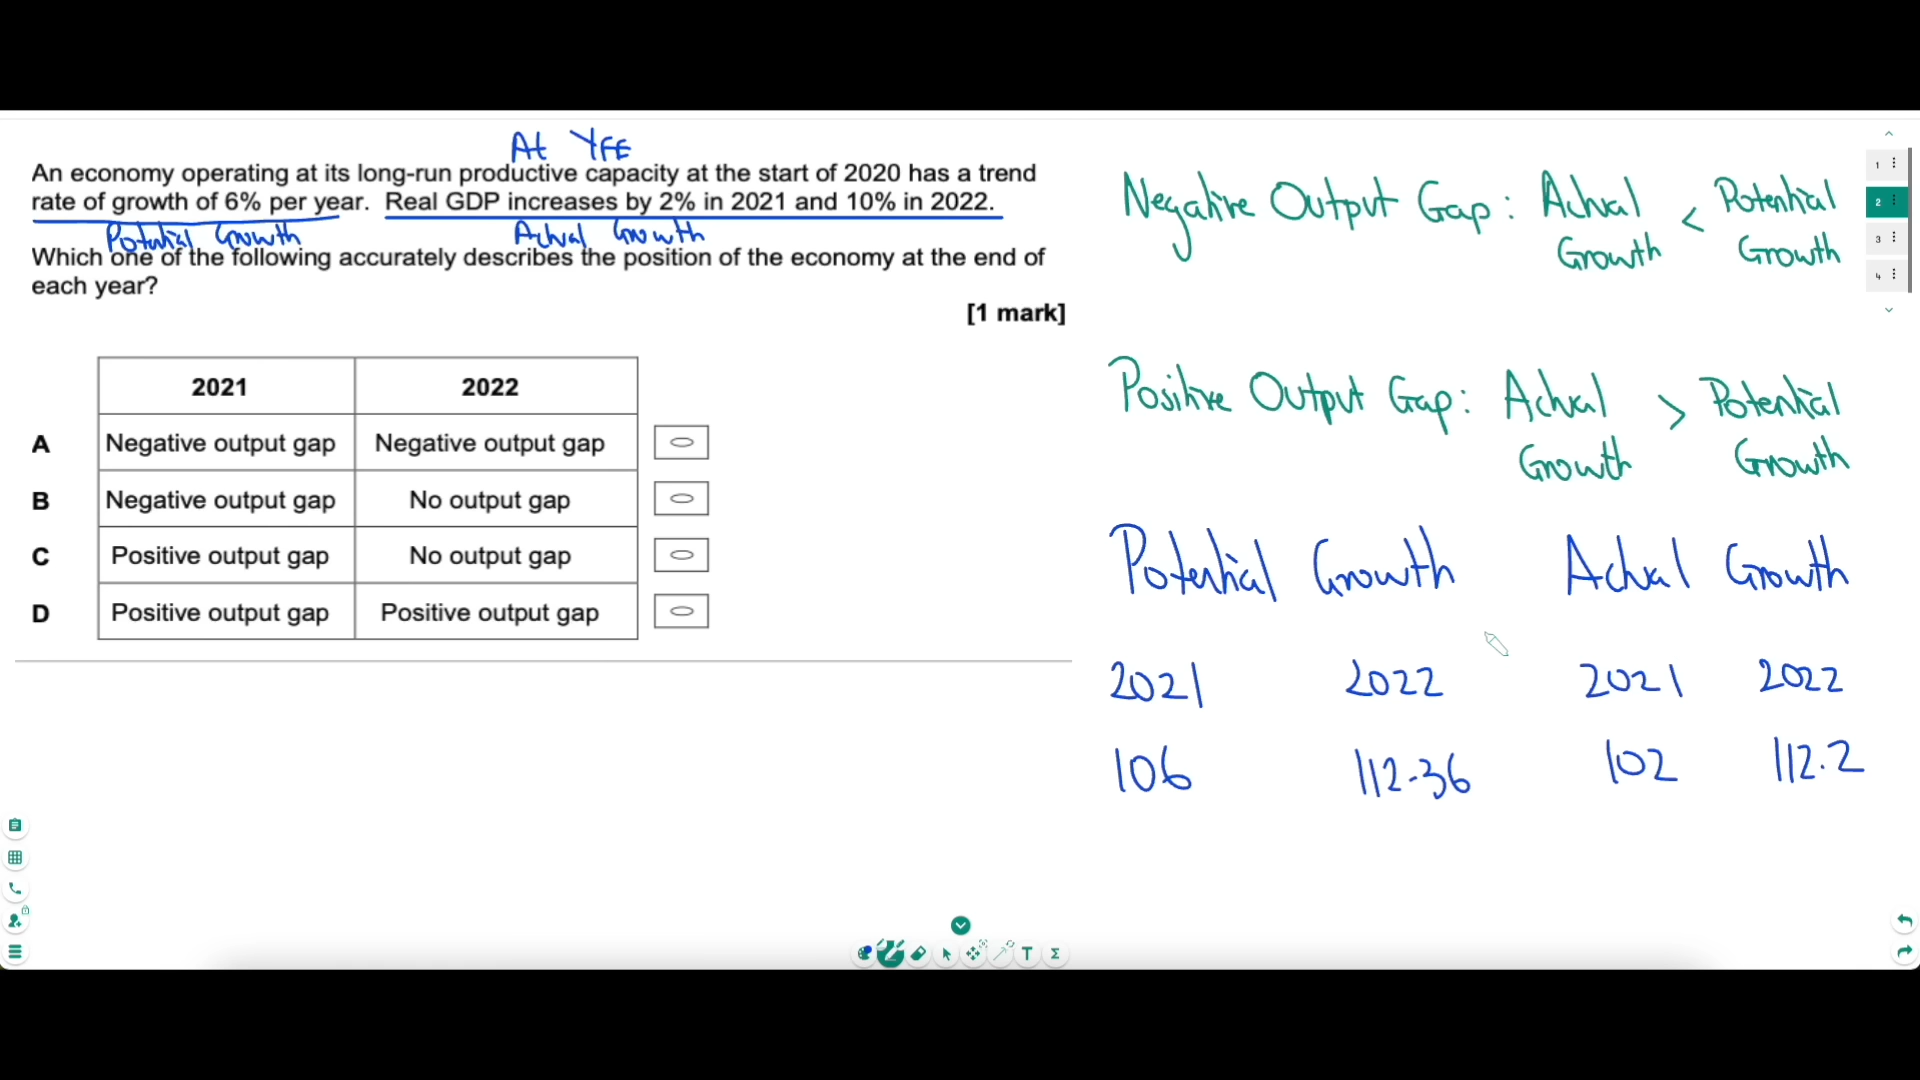 At YFE
An economy operating at its long-run productive capacity at the start of 2020 has a trend
rate of growth of 6% per year. Real GDP increases by 2% in 2021 and 10% in 2022.
Potential Growth Actual Growth
Which one of the following accurately describes the position of the economy at the end of
each year?
[1 mark]
2021 2022
A Negative output gap Negative output gap
B Negative output gap No output gap
C Positive output gap No output gap
D Positive output gap Positive output gap
Negative Output Gap: Actual < Potential
Growth Growth
Positive Output Gap: Actual > Potential
Growth Growth
Potential Growth Actual Growth
2021 2022 2021 2022
106 112.36 102 112.2
1
2
3
4
T Σ